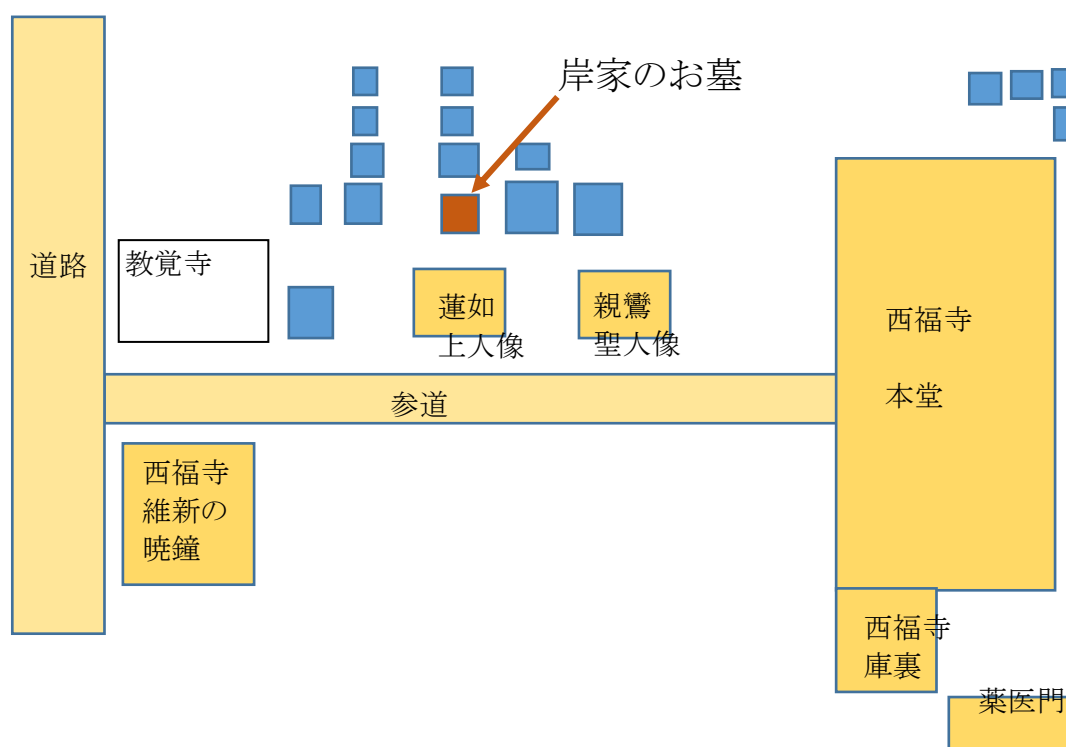 岸家のお墓
道路
教覚寺
蓮如
上人像
親鸞
聖人像
西福寺
本堂
参道
西福寺
維新の
暁鐘
西福寺
庫裏
薬医門